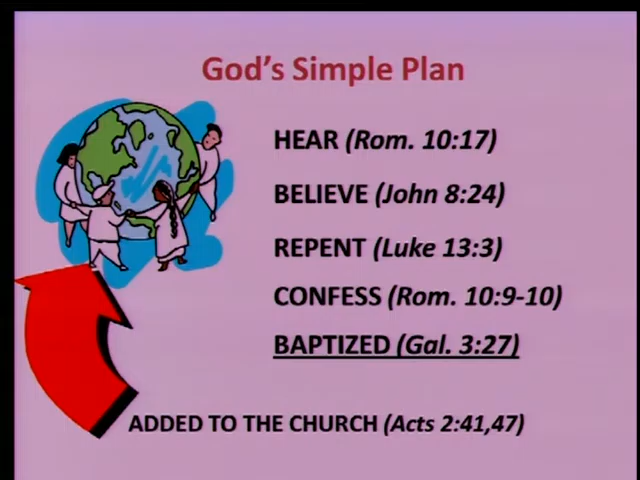 God's Simple Plan
HEAR (Rom. 10:17)
BELIEVE (John 8:24)
REPENT (Luke 13:3)
CONFESS (Rom. 10:9-10)
BAPTIZED (Gal. 3:27)
ADDED TO THE CHURCH (Acts 2:41,47)